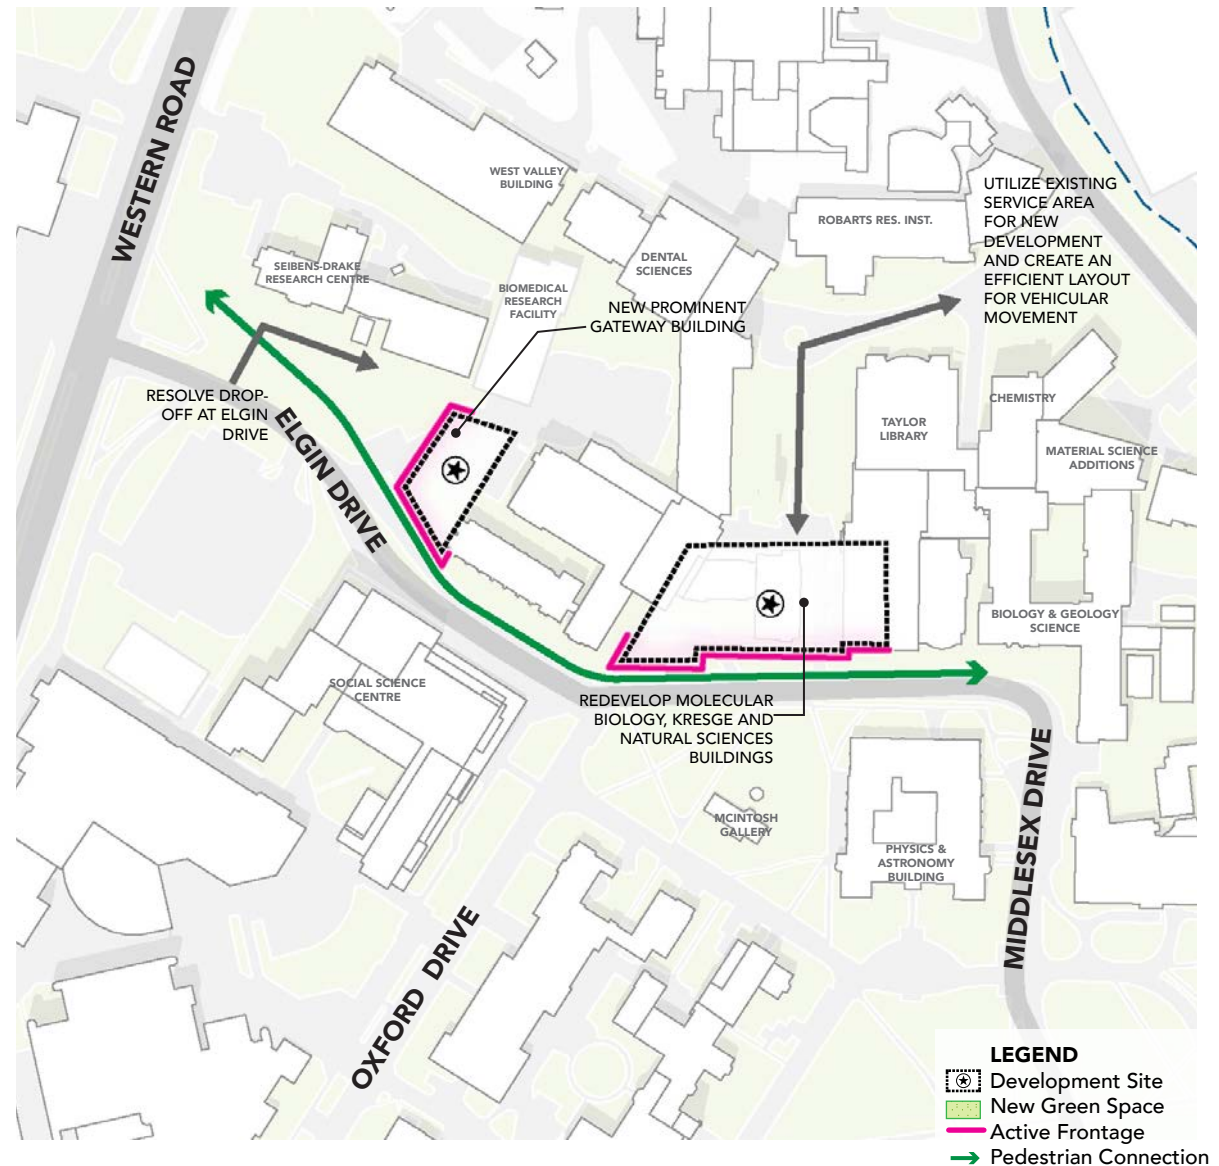 WESTERN ROAD
WEST VALLEY
BUILDING
UTILIZE EXISTING
SERVICE AREA
FOR NEW
DEVELOPMENT
AND CREATE AN
EFFICIENT LAYOUT
FOR VEHICULAR
MOVEMENT
ROBARTS RES. INST.
DENTAL
SCIENCES
SEIBENS-DRAKE
RESEARCH CENTRE
BIOMEDICAL
RESEARCH
FACILITY
NEW PROMINENT
GATEWAY BUILDING
RESOLVE DROP-
OFF AT ELGIN
DRIVE
ELGIN DRIVE
CHEMISTRY
TAYLOR
LIBRARY
MATERIAL SCIENCE
ADDITIONS
BIOLOGY & GEOLOGY
SCIENCE
SOCIAL SCIENCE
CENTRE
REDEVELOP MOLECULAR
BIOLOGY, KRESGE AND
NATURAL SCIENCES
BUILDINGS
MIDDLESEX DRIVE
MCINTOSH
GALLERY
PHYSICS &
ASTRONOMY
BUILDING
OXFORD DRIVE
LEGEND
Development Site
New Green Space
Active Frontage
Pedestrian Connection